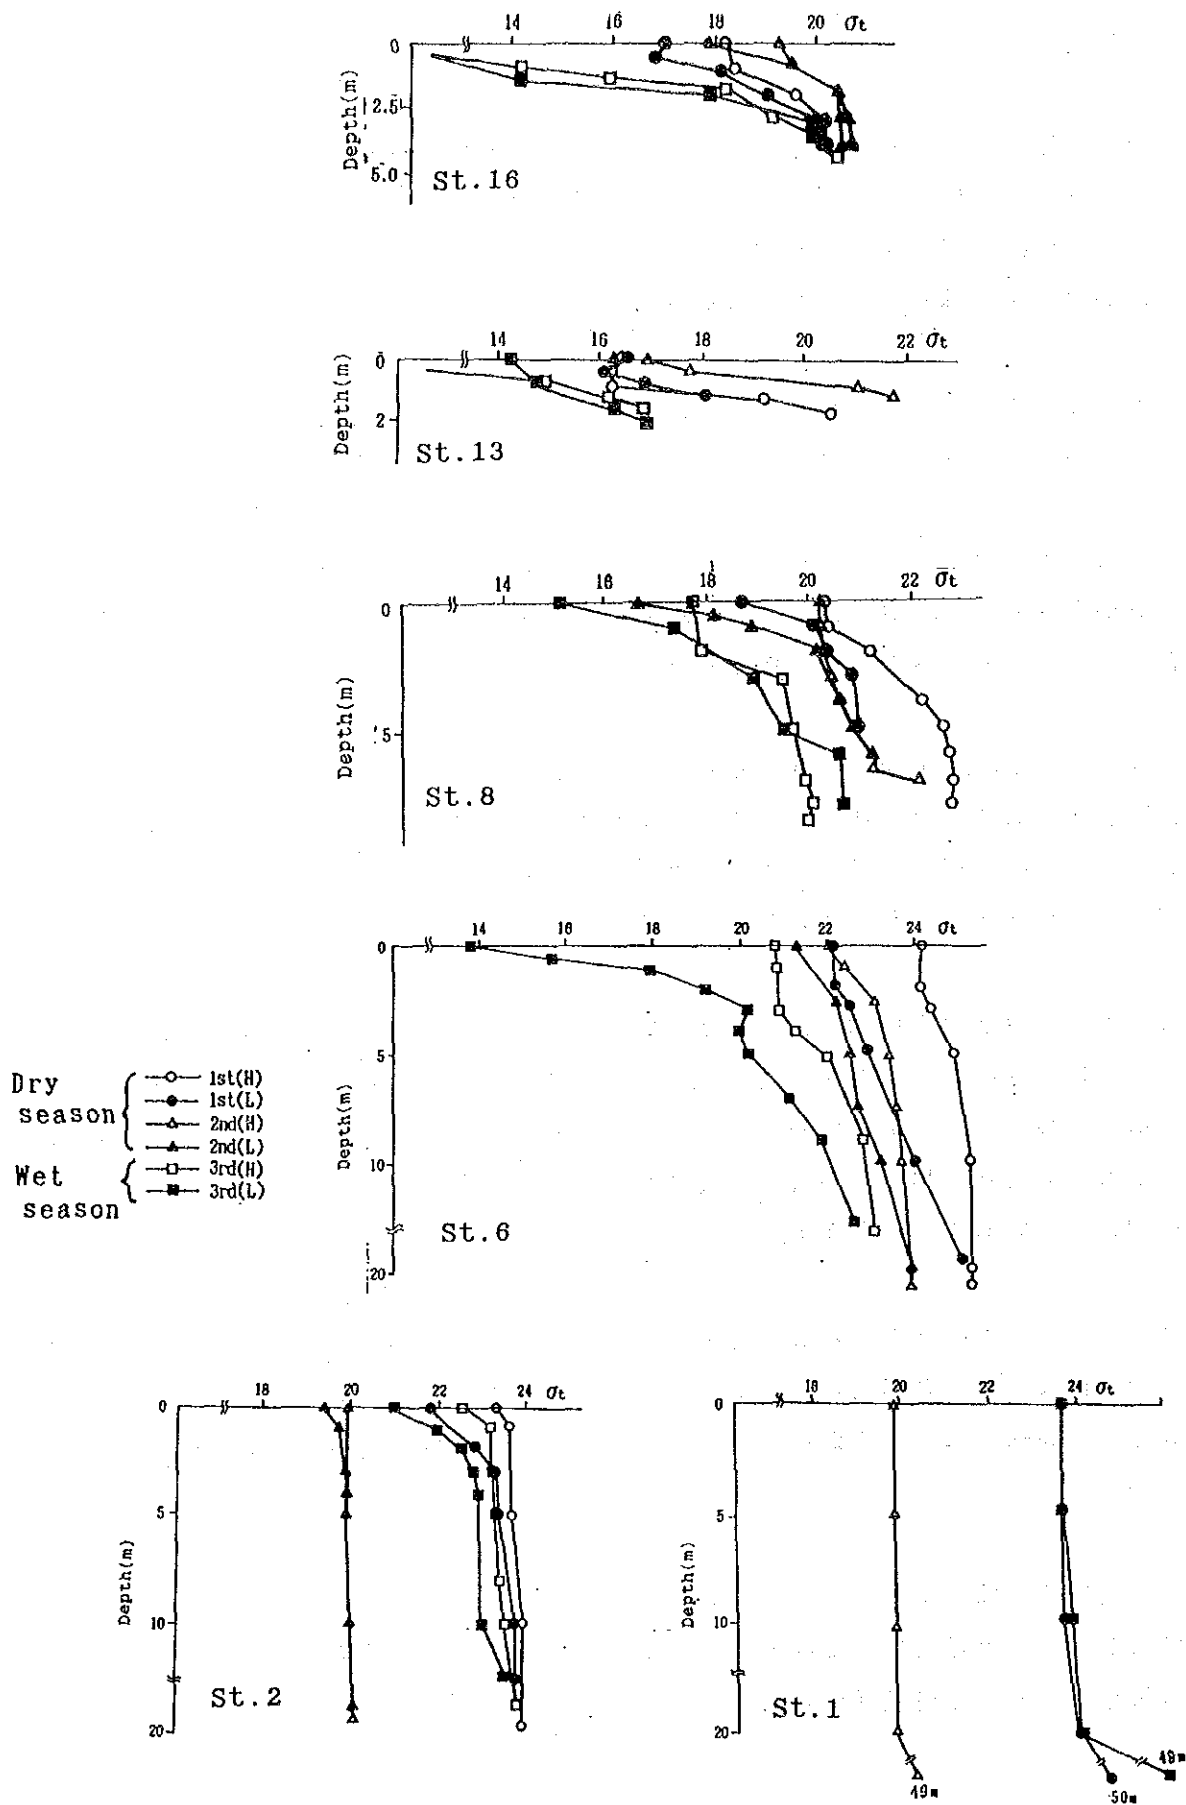 14 16 18 20 σt
0
2.5
5.0
Depth(m)
St.16
14 16 18 20 22 σt
0
2
Depth(m)
St.13
14 16 18 20 22 σt
0
5
Depth(m)
St.8
14 16 18 20 22 24 σt
0
5
10
20
Depth(m)
St.6
Dry season
1st(H)
1st(L)
2nd(H)
2nd(L)
Wet season
3rd(H)
3rd(L)
18 20 22 24 σt
0
5
10
20
Depth(m)
St.2
18 20 22 24 σt
0
5
10
20
Depth(m)
St.1
49m
50m
49m